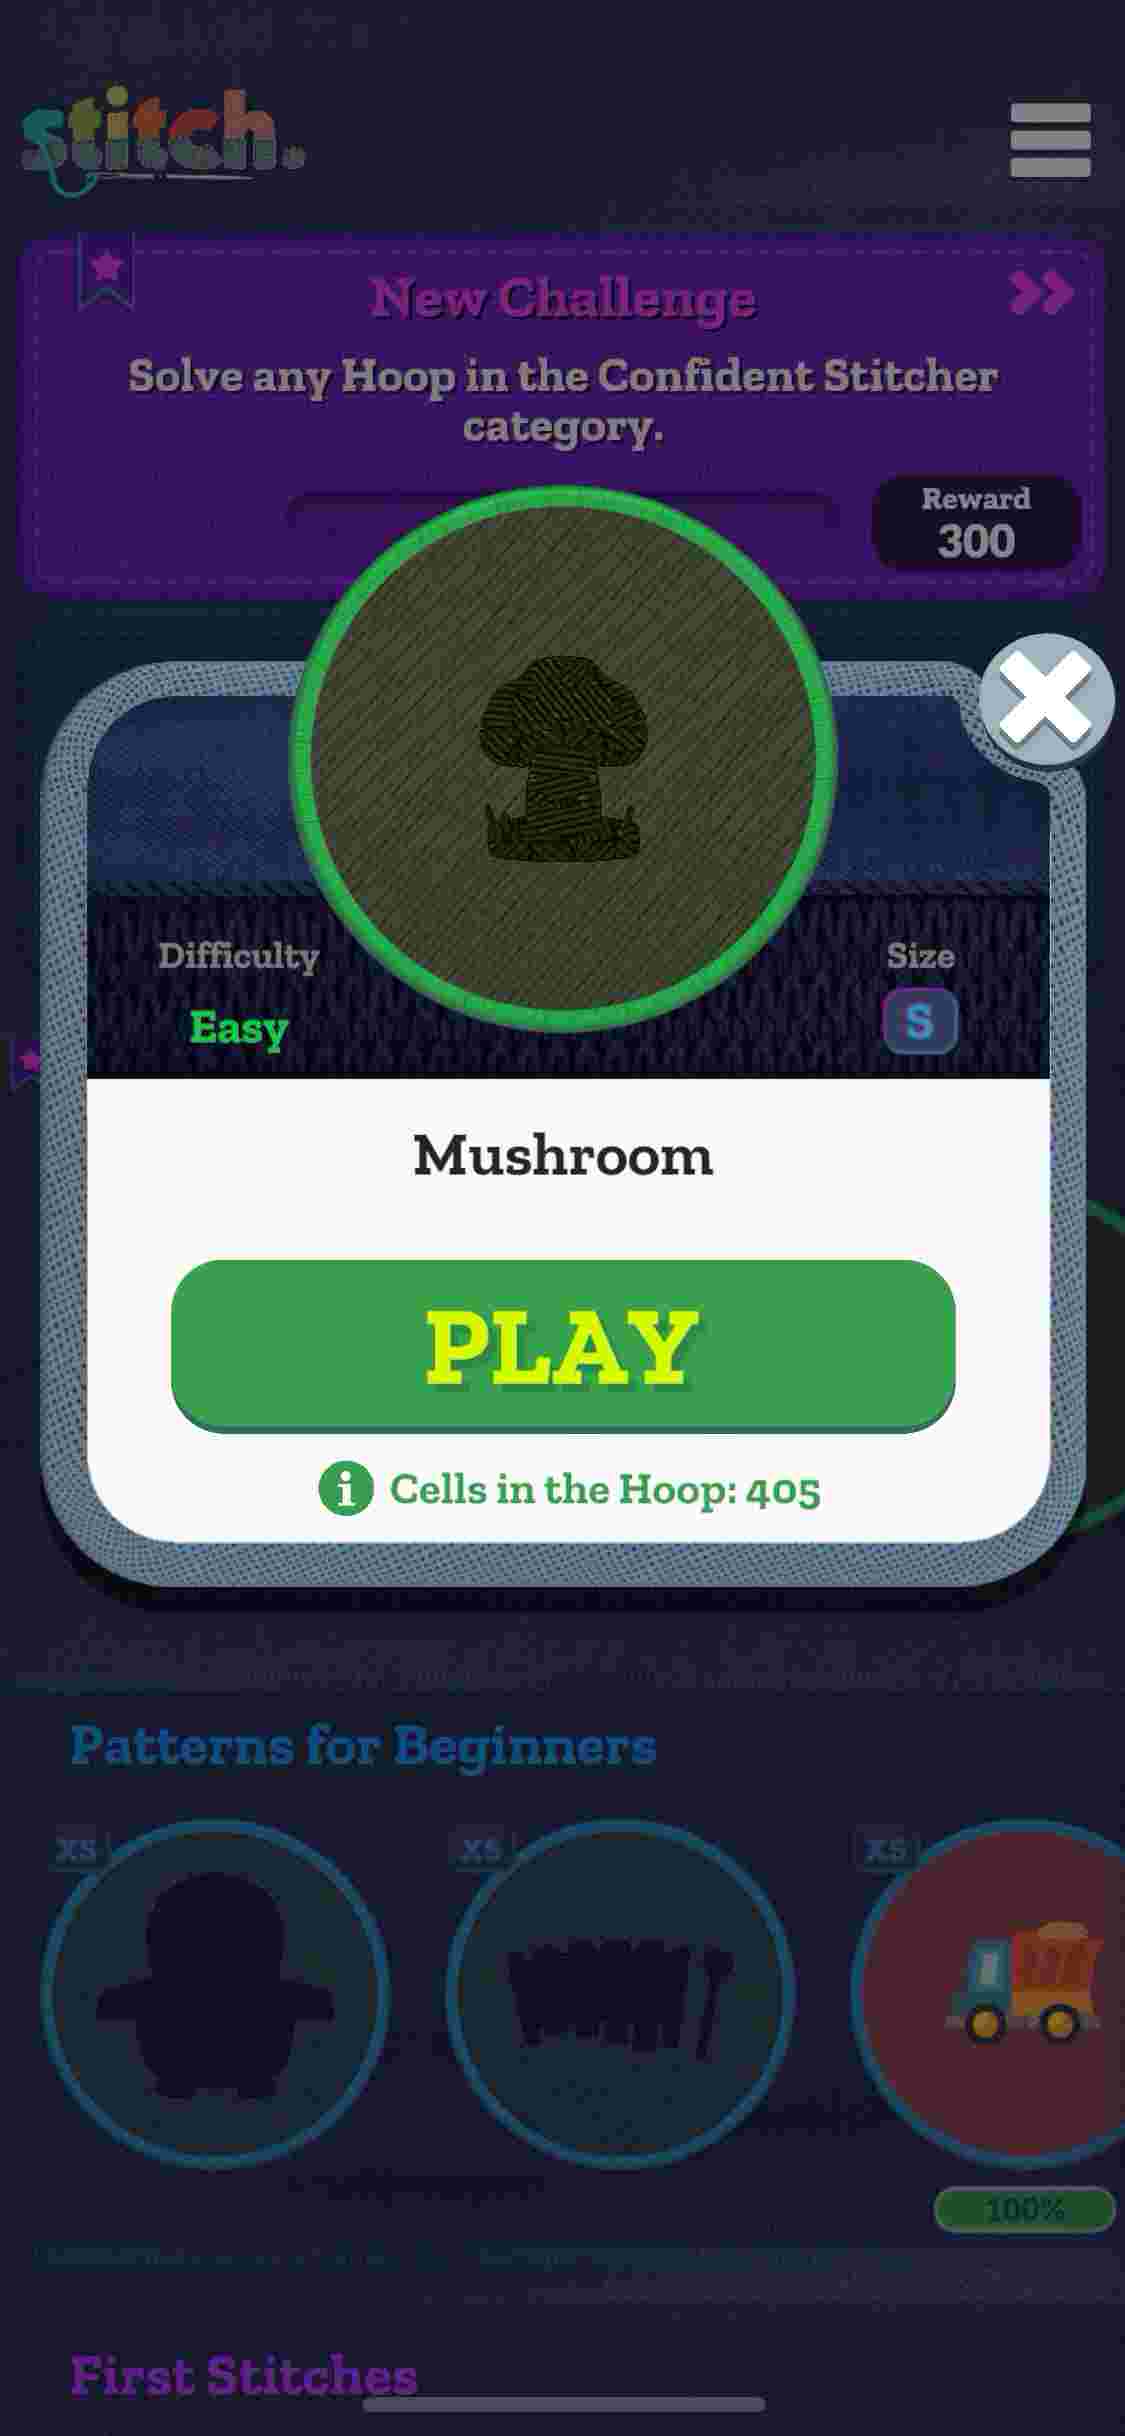 stitch.
New Challenge
Solve any Hoop in the Confident Stitcher
category.
Reward
300
Difficulty
Easy
Size
S
Mushroom
PLAY
Cells in the Hoop: 405
Patterns for Beginners
XS
XS
XS
100%
First Stitches